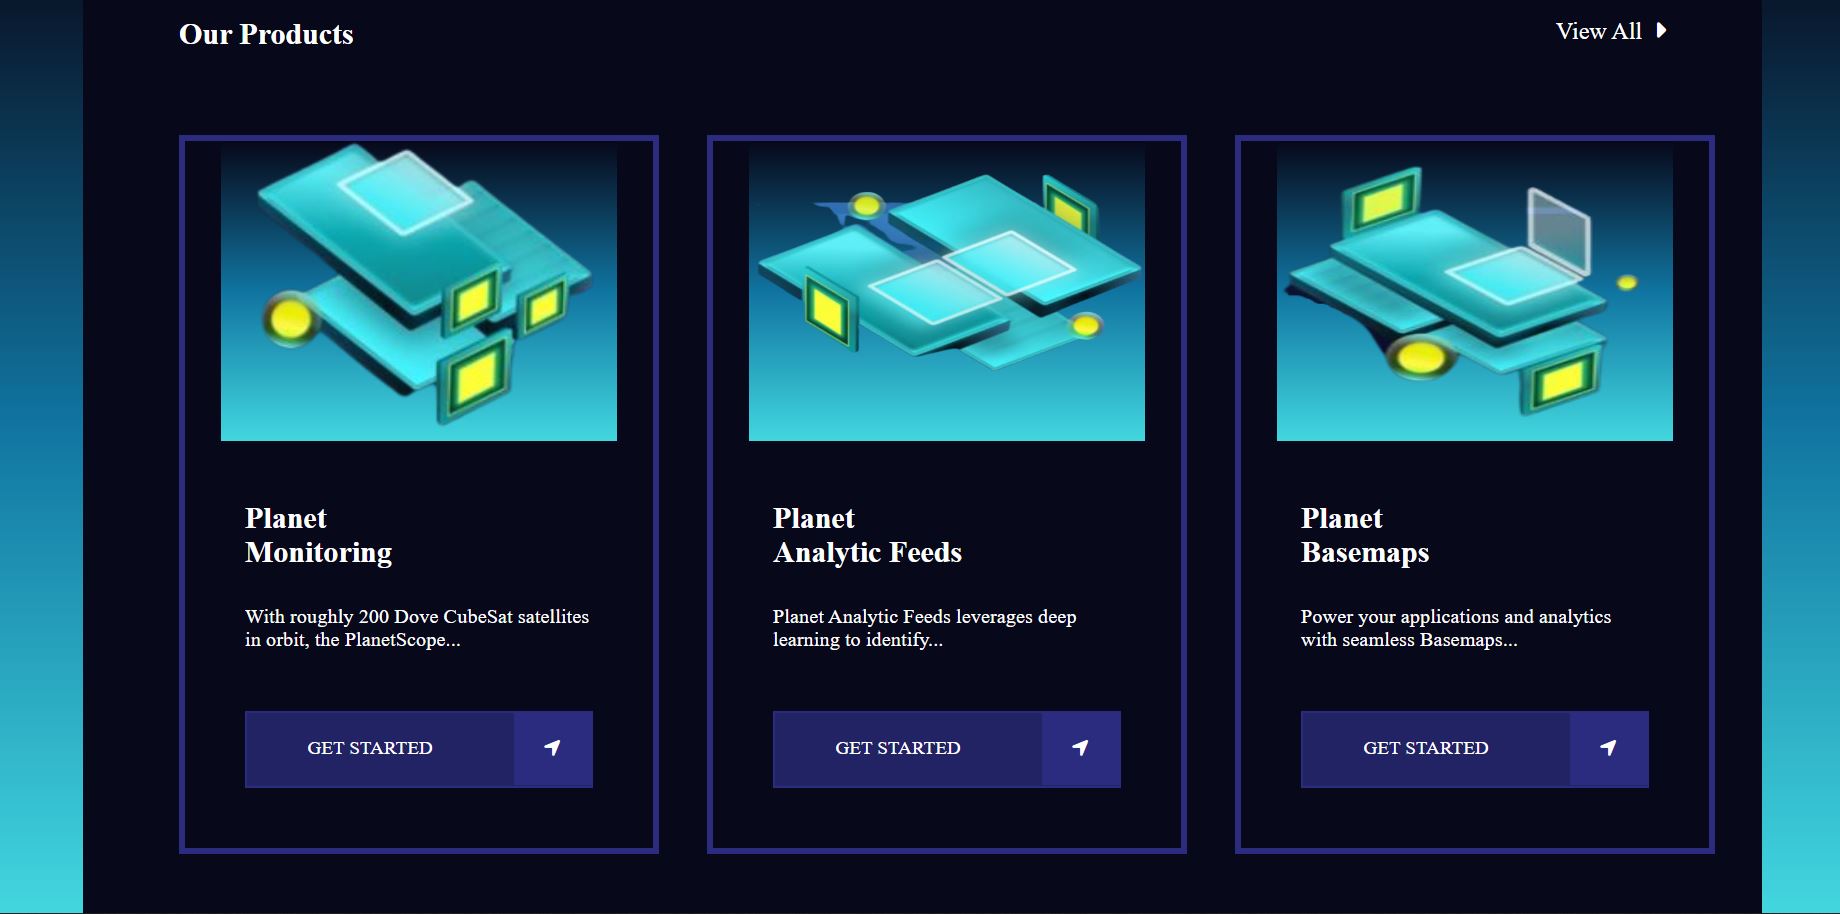 Our Products
View All
Planet
Monitoring
With roughly 200 Dove CubeSat satellites
in orbit, the PlanetScope...
GET STARTED
Planet
Analytic Feeds
Planet Analytic Feeds leverages deep
learning to identify...
GET STARTED
Planet
Basemaps
Power your applications and analytics
with seamless Basemaps...
GET STARTED